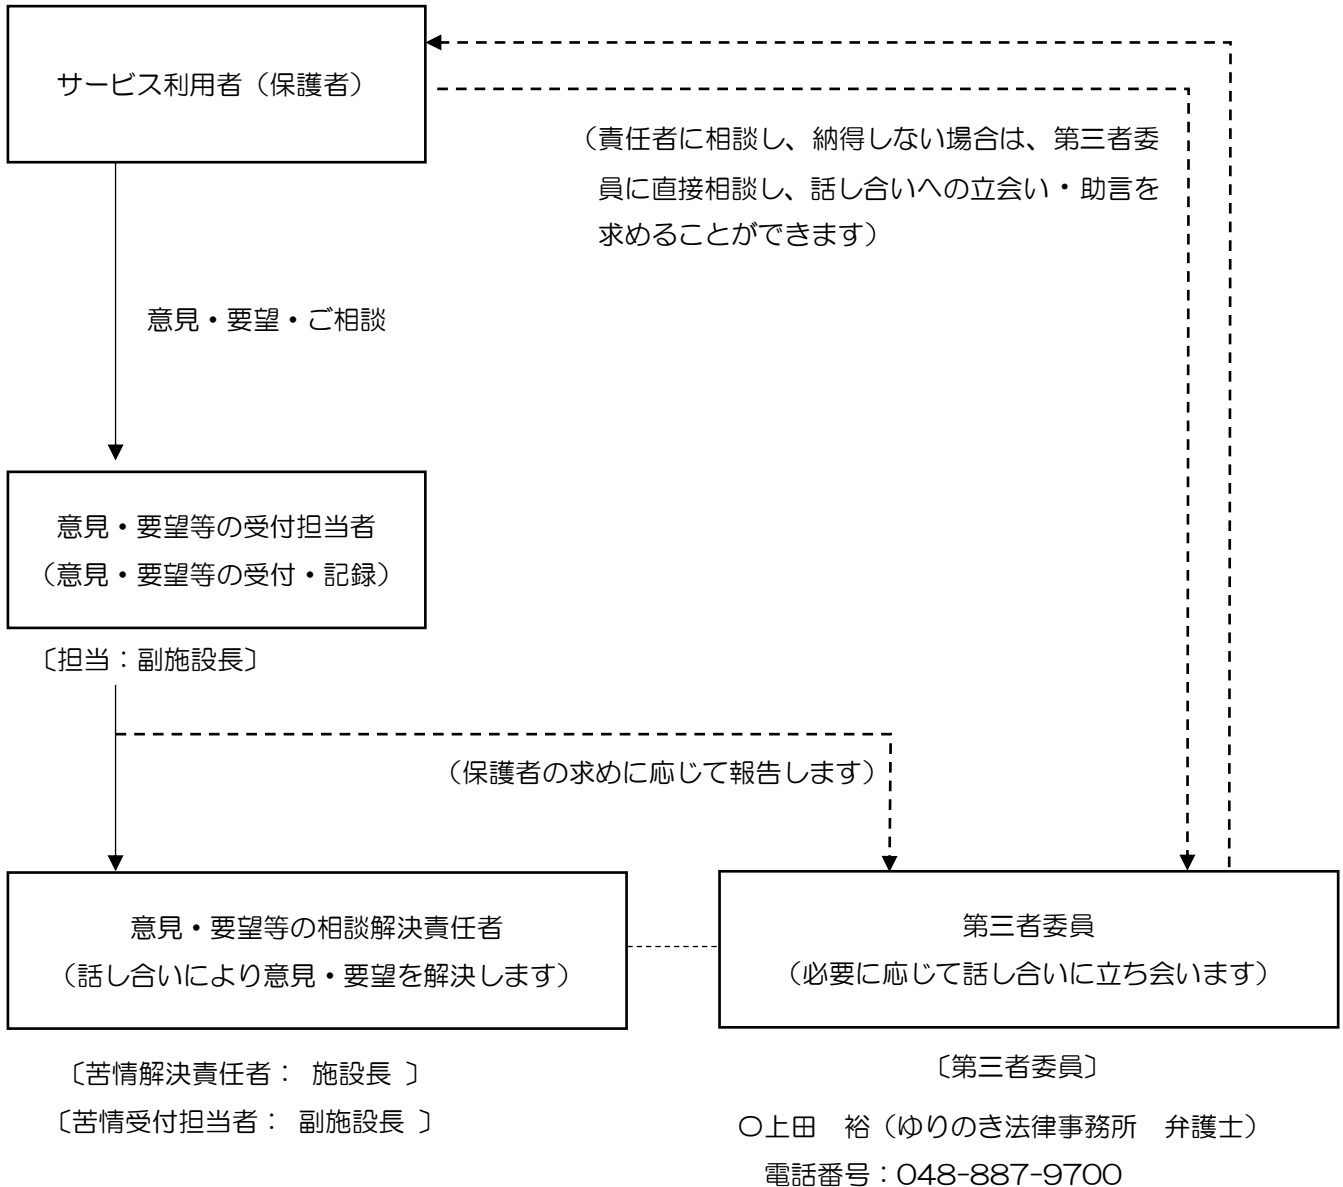 サービス利用者（保護者）
（責任者に相談し、納得しない場合は、第三者委
員に直接相談し、話し合いへの立会い・助言を
求めることができます）
意見・要望・ご相談
意見・要望等の受付担当者
（意見・要望等の受付・記録）
〔担当：副施設長〕
（保護者の求めに応じて報告します）
意見・要望等の相談解決責任者
（話し合いにより意見・要望を解決します）
第三者委員
（必要に応じて話し合いに立ち会います）
〔苦情解決責任者： 施設長 〕
〔苦情受付担当者： 副施設長 〕
〔第三者委員〕
〇上田　裕（ゆりのき法律事務所　弁護士）
電話番号：048-887-9700